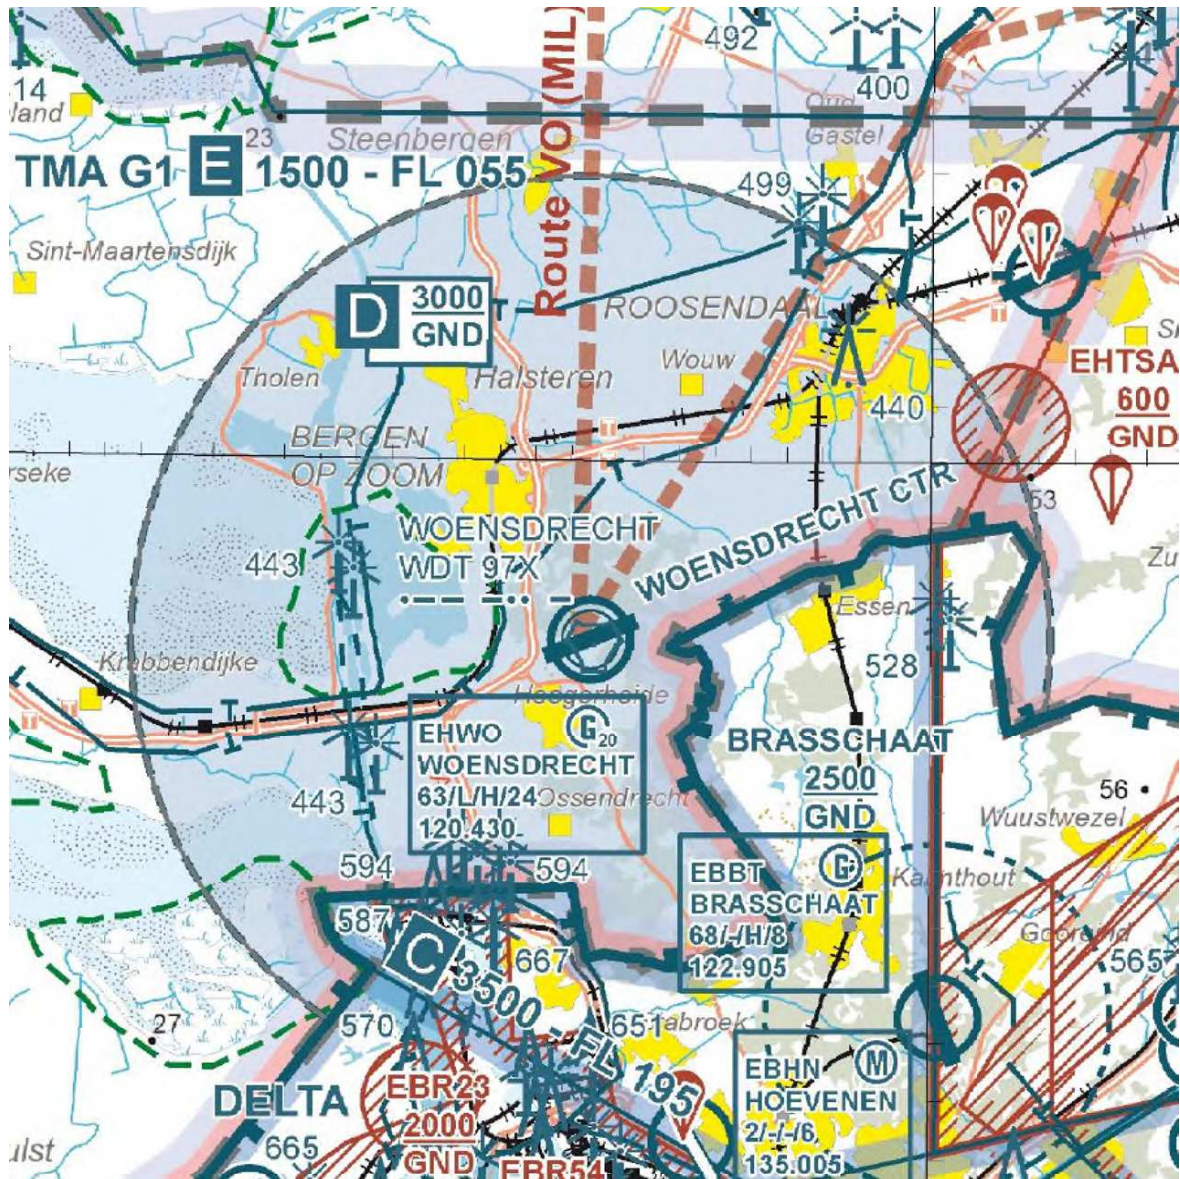 492
14
land
400
Oud
Gastel
23
Steenbergen
TMA G1 E 1500 - FL 055
Route VO (MIL)
499
Sint-Maartensdijk
D 3000
GND
ROOSENDAAL
Wouw
Tholen
Halsteren
EHTSA
600
GND
440
BERGEN
OP ZOOM
rseke
53
WOENSDRECHT CTR
WOENSDRECHT
WDT 97X
443
Zu
Essen
528
Krabbendijke
Hoogerheide
EHWO
G20
WOENSDRECHT
63/L/H/24
120.430
Ossendrecht
443
BRASSCHAAT
2500
GND
56
Wuustwezel
594
594
EBBT
G
BRASSCHAAT
68/-/H/8
122.905
Kalmthout
587
C 3500 - FL 195
667
565
570
651
abroek
27
DELTA
EBR23
2000
GND
EBHN
M
HOEVENEN
2/-/-/6
135.005
ulst
665
EBR54